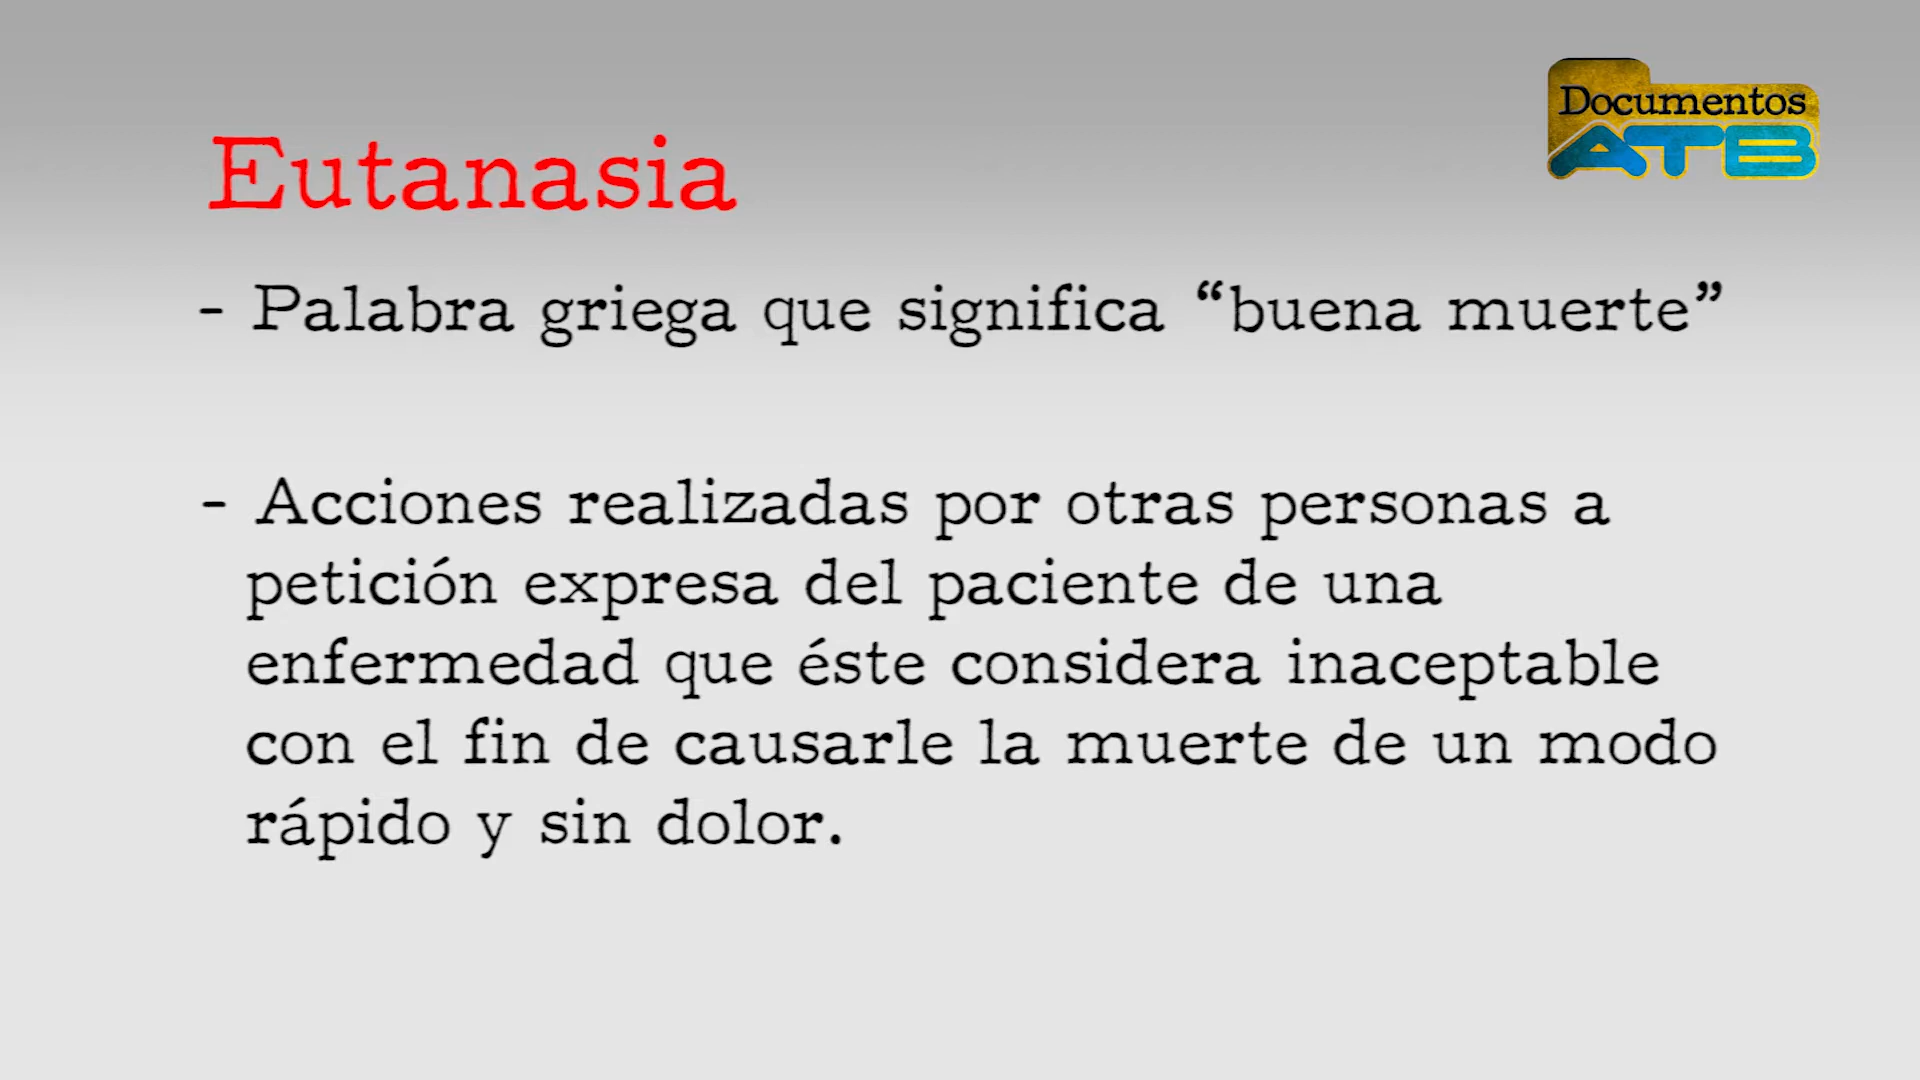 Documentos
ATB
Eutanasia
- Palabra griega que significa “buena muerte”
- Acciones realizadas por otras personas a
petición expresa del paciente de una
enfermedad que éste considera inaceptable
con el fin de causarle la muerte de un modo
rápido y sin dolor.